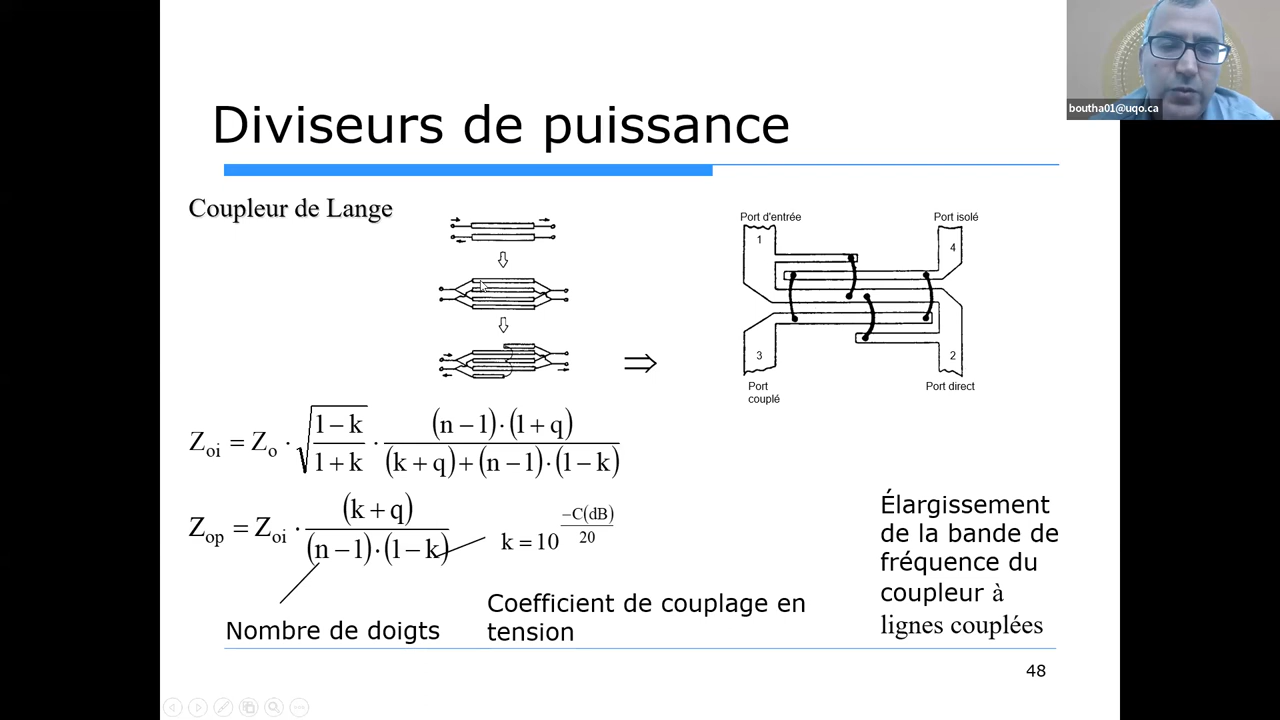 boutha01@uqo.ca
Diviseurs de puissance
Coupleur de Lange
Port d'entrée
Port isolé
1
4
3
2
Port
couplé
Port direct
Z_oi = Z_o · √((1 − k)/(1 + k)) · ((n − 1)·(1 + q))/((k + q) + (n − 1)·(1 − k))
Z_op = Z_oi · (k + q)/((n − 1)·(1 − k))
k = 10^(−C(dB)/20)
Nombre de doigts
Coefficient de couplage en
tension
Élargissement
de la bande de
fréquence du
coupleur à
lignes couplées
48